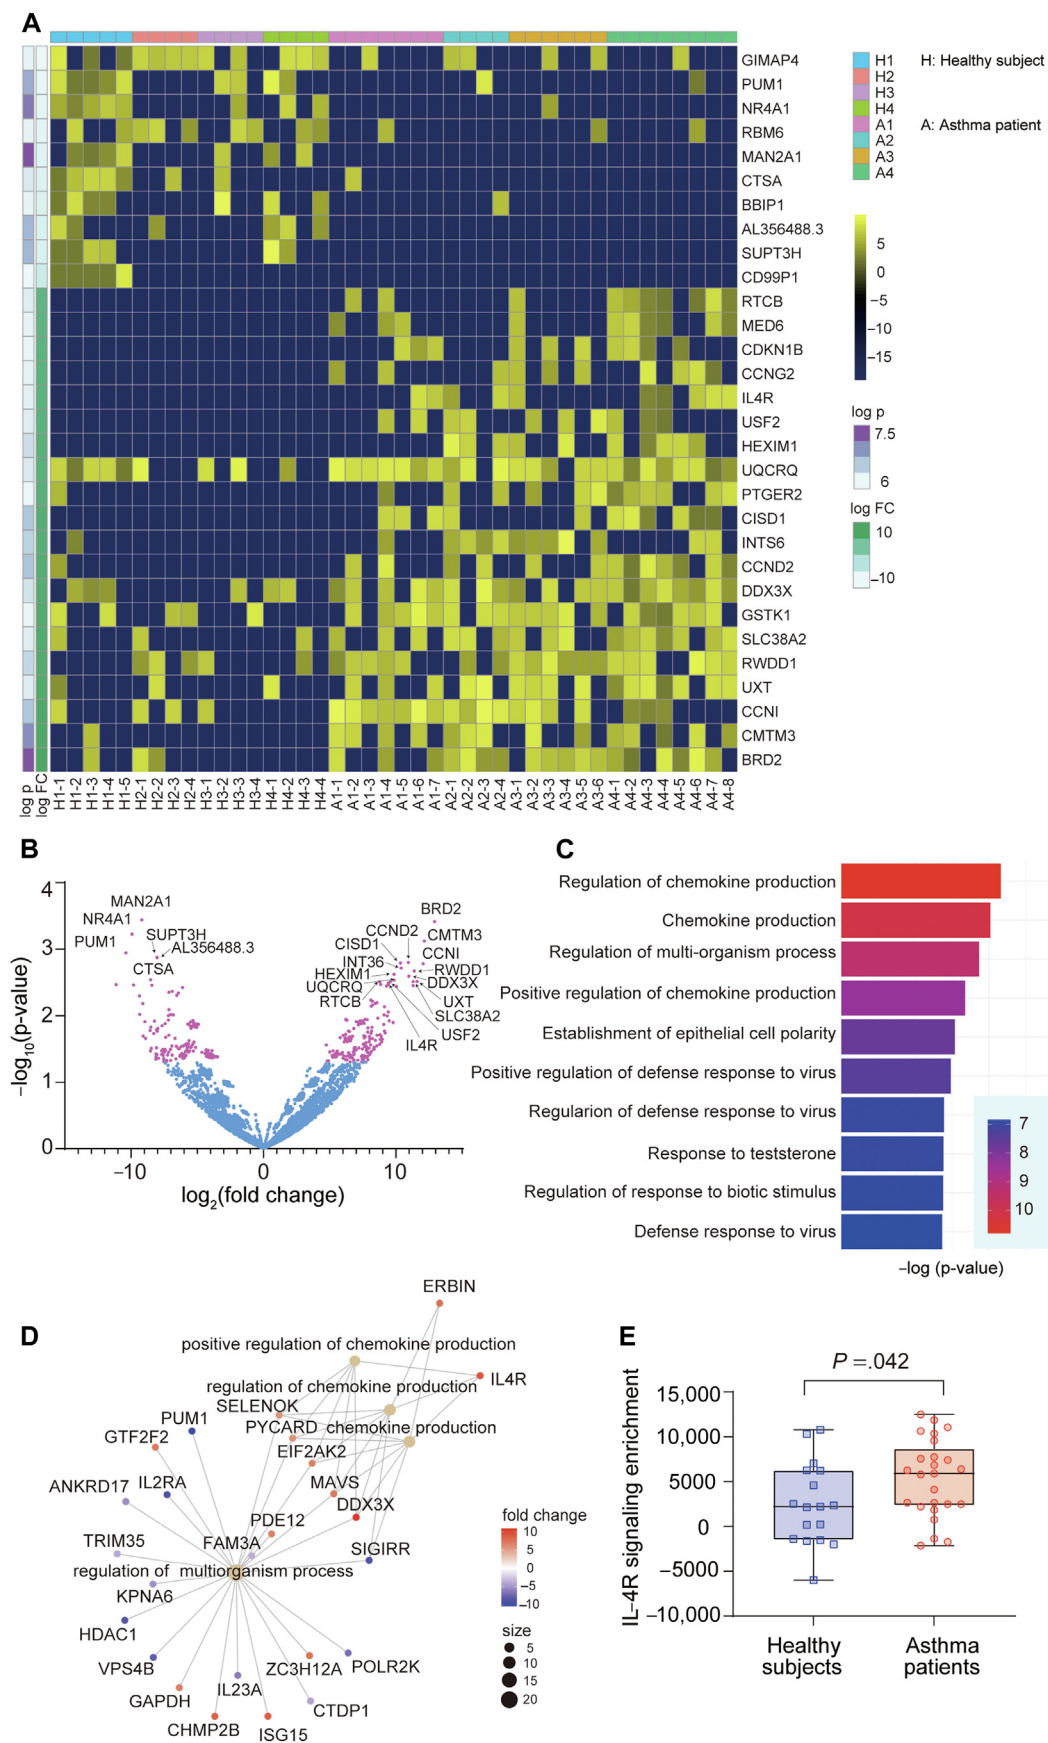 A
GIMAP4
PUM1
NR4A1
RBM6
MAN2A1
CTSA
BBIP1
AL356488.3
SUPT3H
CD99P1
RTCB
MED6
CDKN1B
CCNG2
IL4R
USF2
HEXIM1
UQCRQ
PTGER2
CISD1
INTS6
CCND2
DDX3X
GSTK1
SLC38A2
RWDD1
UXT
CCNI
CMTM3
BRD2
H1
H2
H3
H4
A1
A2
A3
A4
H: Healthy subject
A: Asthma patient
5
0
−5
−10
−15
log p
7.5
6
log FC
10
−10
log p
log FC
H1-1
H1-2
H1-3
H1-4
H1-5
H2-1
H2-2
H2-3
H2-4
H3-1
H3-2
H3-3
H3-4
H4-1
H4-2
H4-3
H4-4
A1-1
A1-2
A1-3
A1-4
A1-5
A1-6
A1-7
A2-1
A2-2
A2-3
A2-4
A3-1
A3-2
A3-3
A3-4
A3-5
A3-6
A4-1
A4-2
A4-3
A4-4
A4-5
A4-6
A4-7
A4-8
B
−log10(p-value)
4
3
2
1
0
−10
0
10
log2(fold change)
MAN2A1
NR4A1
PUM1
SUPT3H
AL356488.3
CTSA
BRD2
CCND2
CMTM3
CISD1
CCNI
INT36
RWDD1
HEXIM1
DDX3X
UQCRQ
RTCB
UXT
SLC38A2
USF2
IL4R
C
Regulation of chemokine production
Chemokine production
Regulation of multi-organism process
Positive regulation of chemokine production
Establishment of epithelial cell polarity
Positive regulation of defense response to virus
Regularion of defense response to virus
Response to teststerone
Regulation of response to biotic stimulus
Defense response to virus
7
8
9
10
−log (p-value)
D
ERBIN
positive regulation of chemokine production
IL4R
regulation of chemokine production
SELENOK
PUM1
PYCARD
chemokine production
GTF2F2
EIF2AK2
ANKRD17
IL2RA
MAVS
DDX3X
PDE12
TRIM35
FAM3A
SIGIRR
regulation of multiorganism process
KPNA6
HDAC1
VPS4B
ZC3H12A
POLR2K
IL23A
GAPDH
CTDP1
CHMP2B
ISG15
fold change
10
5
0
−5
−10
size
5
10
15
20
E
P =.042
IL–4R signaling enrichment
15,000
10,000
5000
0
−5000
−10,000
Healthy
subjects
Asthma
patients